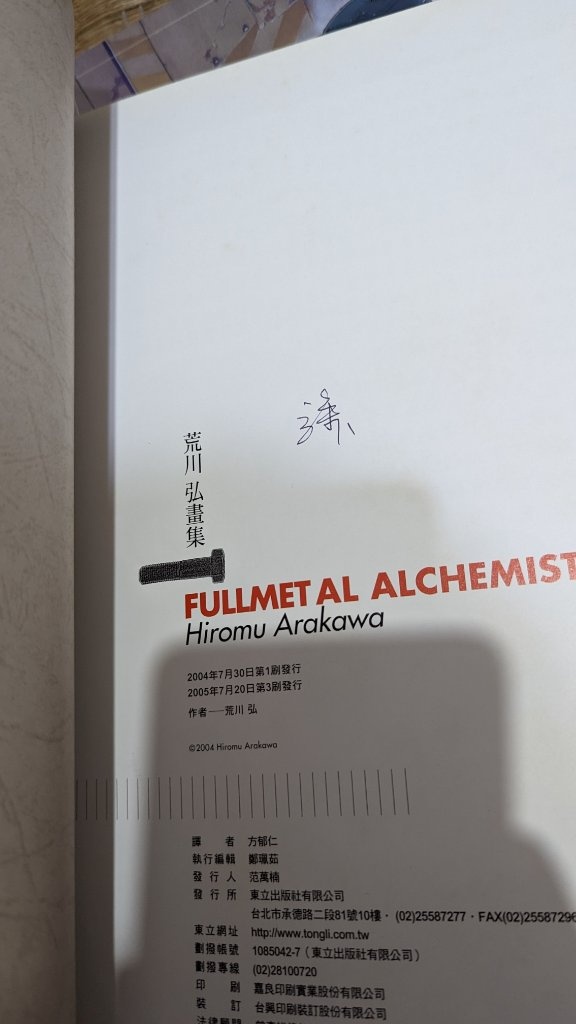 荒川 弘畫集
FULLMETAL ALCHEMIST
Hiromu Arakawa
2004年7月30日第1刷發行
2005年7月20日第3刷發行
作者──荒川 弘
©2004 Hiromu Arakawa
譯　者　方郁仁
執行編輯　鄭珮茹
發 行 人　范萬楠
發 行 所　東立出版社有限公司
台北市承德路二段81號10樓・(02)25587277・FAX(02)25587296
東立網址　http://www.tongli.com.tw
劃撥帳號　1085042-7（東立出版社有限公司）
劃撥專線　(02)28100720
印　刷　嘉良印刷實業股份有限公司
裝　訂　台興印刷裝訂股份有限公司
法律顧問